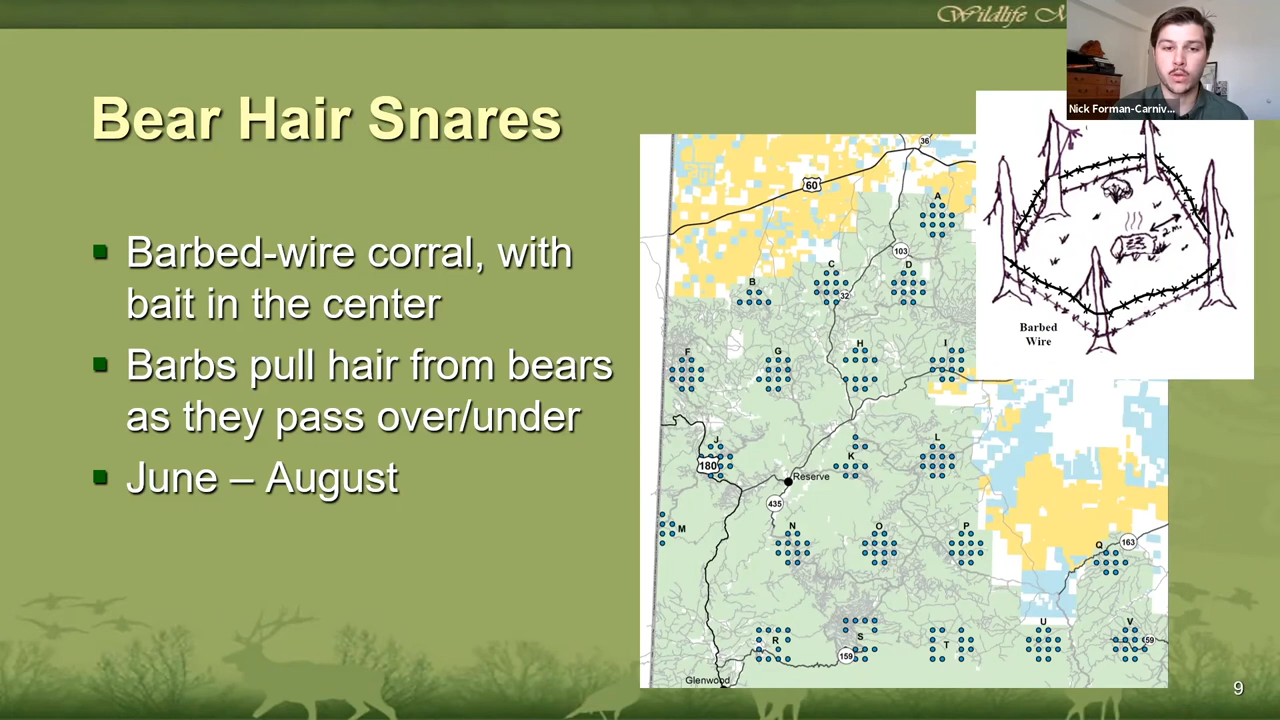 Wildlife M
Nick Forman-Carniv...
Bear Hair Snares
Barbed-wire corral, with
bait in the center
Barbs pull hair from bears
as they pass over/under
June – August
36
60
A
103
C
D
B
32
F
G
H
I
J
180
K
L
Reserve
435
M
N
O
P
Q
163
R
S
T
U
V
159
59
Glenwood
2 m.
Barbed
Wire
9